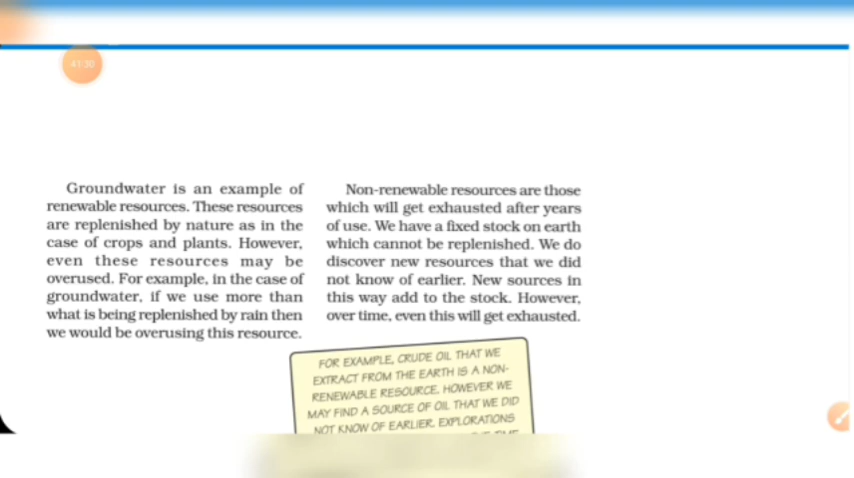 41:30
Groundwater is an example of
renewable resources. These resources
are replenished by nature as in the
case of crops and plants. However,
even these resources may be
overused. For example, in the case of
groundwater, if we use more than
what is being replenished by rain then
we would be overusing this resource.
Non-renewable resources are those
which will get exhausted after years
of use. We have a fixed stock on earth
which cannot be replenished. We do
discover new resources that we did
not know of earlier. New sources in
this way add to the stock. However,
over time, even this will get exhausted.
FOR EXAMPLE, CRUDE OIL THAT WE
EXTRACT FROM THE EARTH IS A NON-
RENEWABLE RESOURCE. HOWEVER WE
MAY FIND A SOURCE OF OIL THAT WE DID
NOT KNOW OF EARLIER. EXPLORATIONS